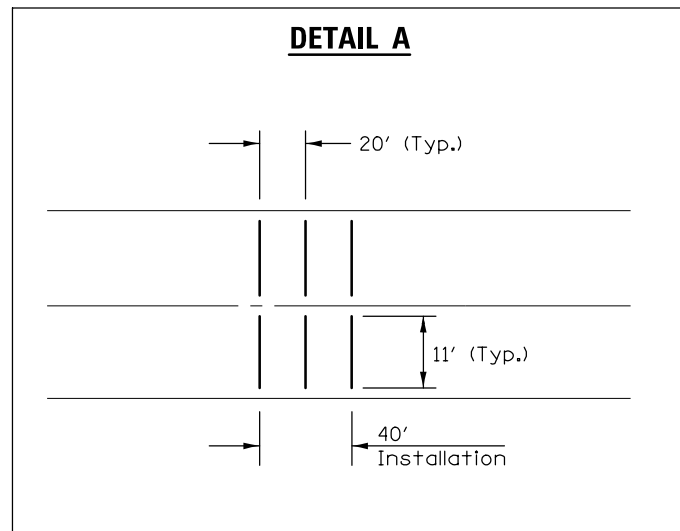 DETAIL A
20' (Typ.)
11' (Typ.)
40'
Installation